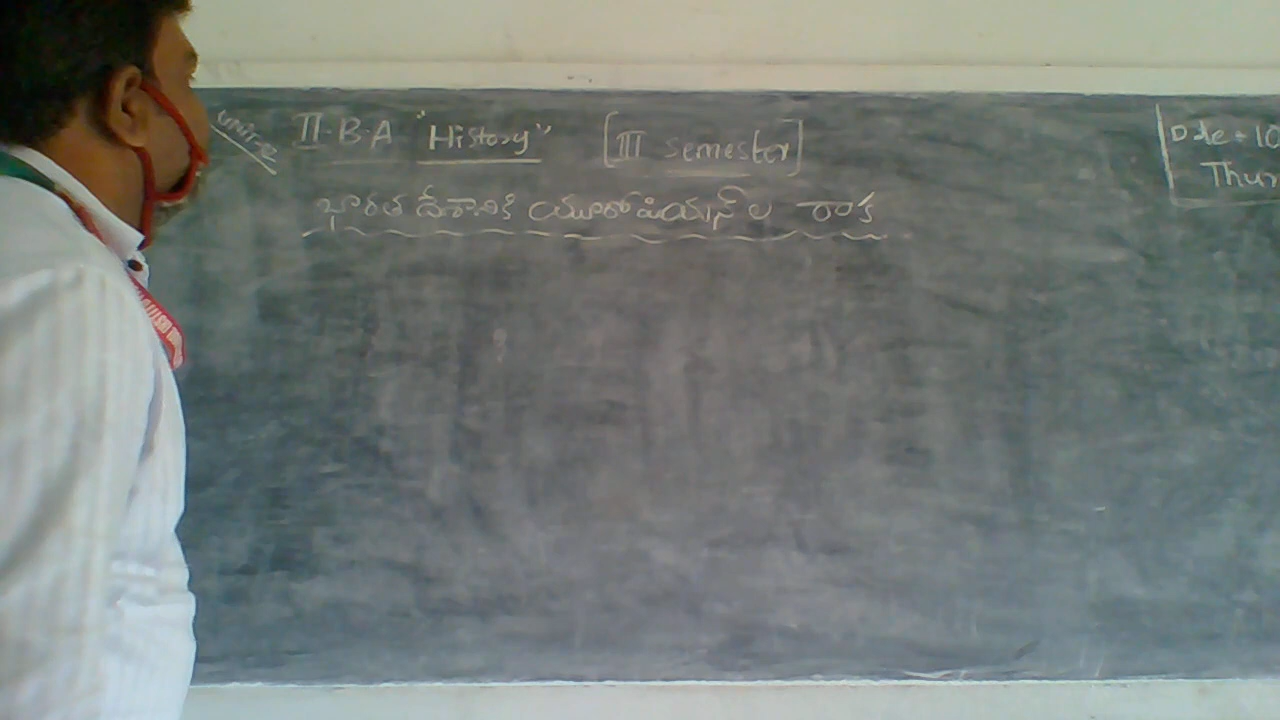 Unit-2
II-B-A "History" [III semester]
భారత దేశానికి యూరోపియన్ ల రాక
Date - 10
Thur